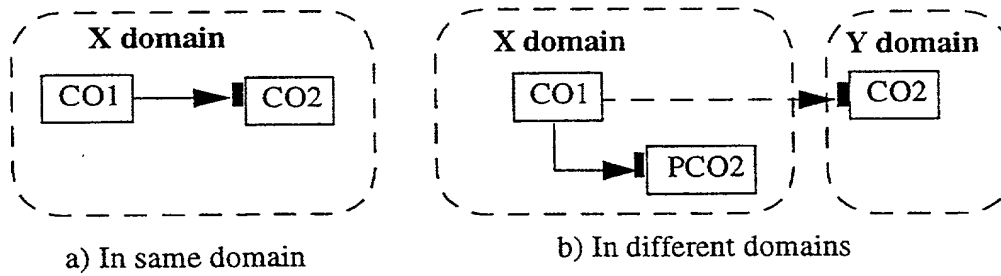 X domain
CO1
CO2
a) In same domain
X domain
Y domain
CO1
CO2
PCO2
b) In different domains